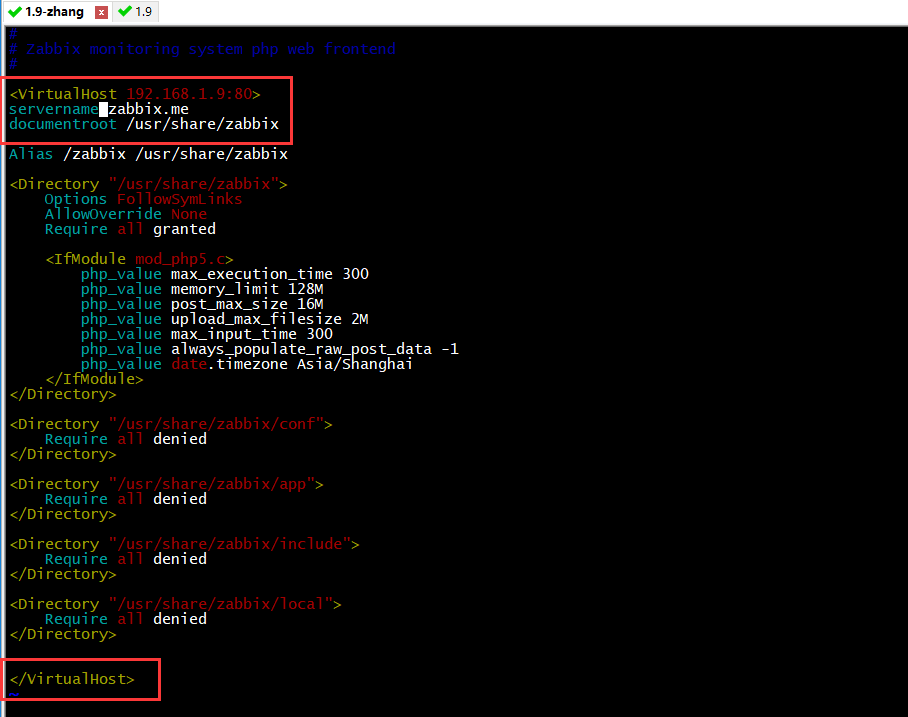 1.9-zhang x 1.9
#
# Zabbix monitoring system php web frontend
#
<VirtualHost 192.168.1.9:80>
servername zabbix.me
documentroot /usr/share/zabbix
Alias /zabbix /usr/share/zabbix
<Directory "/usr/share/zabbix">
    Options FollowSymLinks
    AllowOverride None
    Require all granted
    <IfModule mod_php5.c>
        php_value max_execution_time 300
        php_value memory_limit 128M
        php_value post_max_size 16M
        php_value upload_max_filesize 2M
        php_value max_input_time 300
        php_value always_populate_raw_post_data -1
        php_value date.timezone Asia/Shanghai
    </IfModule>
</Directory>
<Directory "/usr/share/zabbix/conf">
    Require all denied
</Directory>
<Directory "/usr/share/zabbix/app">
    Require all denied
</Directory>
<Directory "/usr/share/zabbix/include">
    Require all denied
</Directory>
<Directory "/usr/share/zabbix/local">
    Require all denied
</Directory>
</VirtualHost>
~